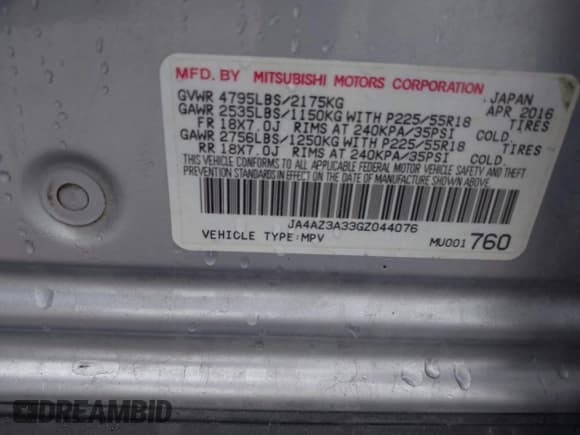 MFD. BY MITSUBISHI MOTORS CORPORATION
GVWR 4795LBS/2175KG JAPAN
GAWR 2535LBS/1150KG WITH P225/55R18 APR 2016 TIRES
FR 18X7.0J RIMS AT 240KPA/35PSI COLD.
GAWR 2756LBS/1250KG WITH P225/55R18 TIRES
RR 18X7.0J RIMS AT 240KPA/35PSI COLD.
THIS VEHICLE CONFORMS TO ALL APPLICABLE FEDERAL MOTOR VEHICLE SAFETY AND THEFT
PREVENTION STANDARDS IN EFFECT ON THE DATE OF MANUFACTURE SHOWN ABOVE.
JA4AZ3A33GZ044076
VEHICLE TYPE:MPV MU001760
DREAMBID